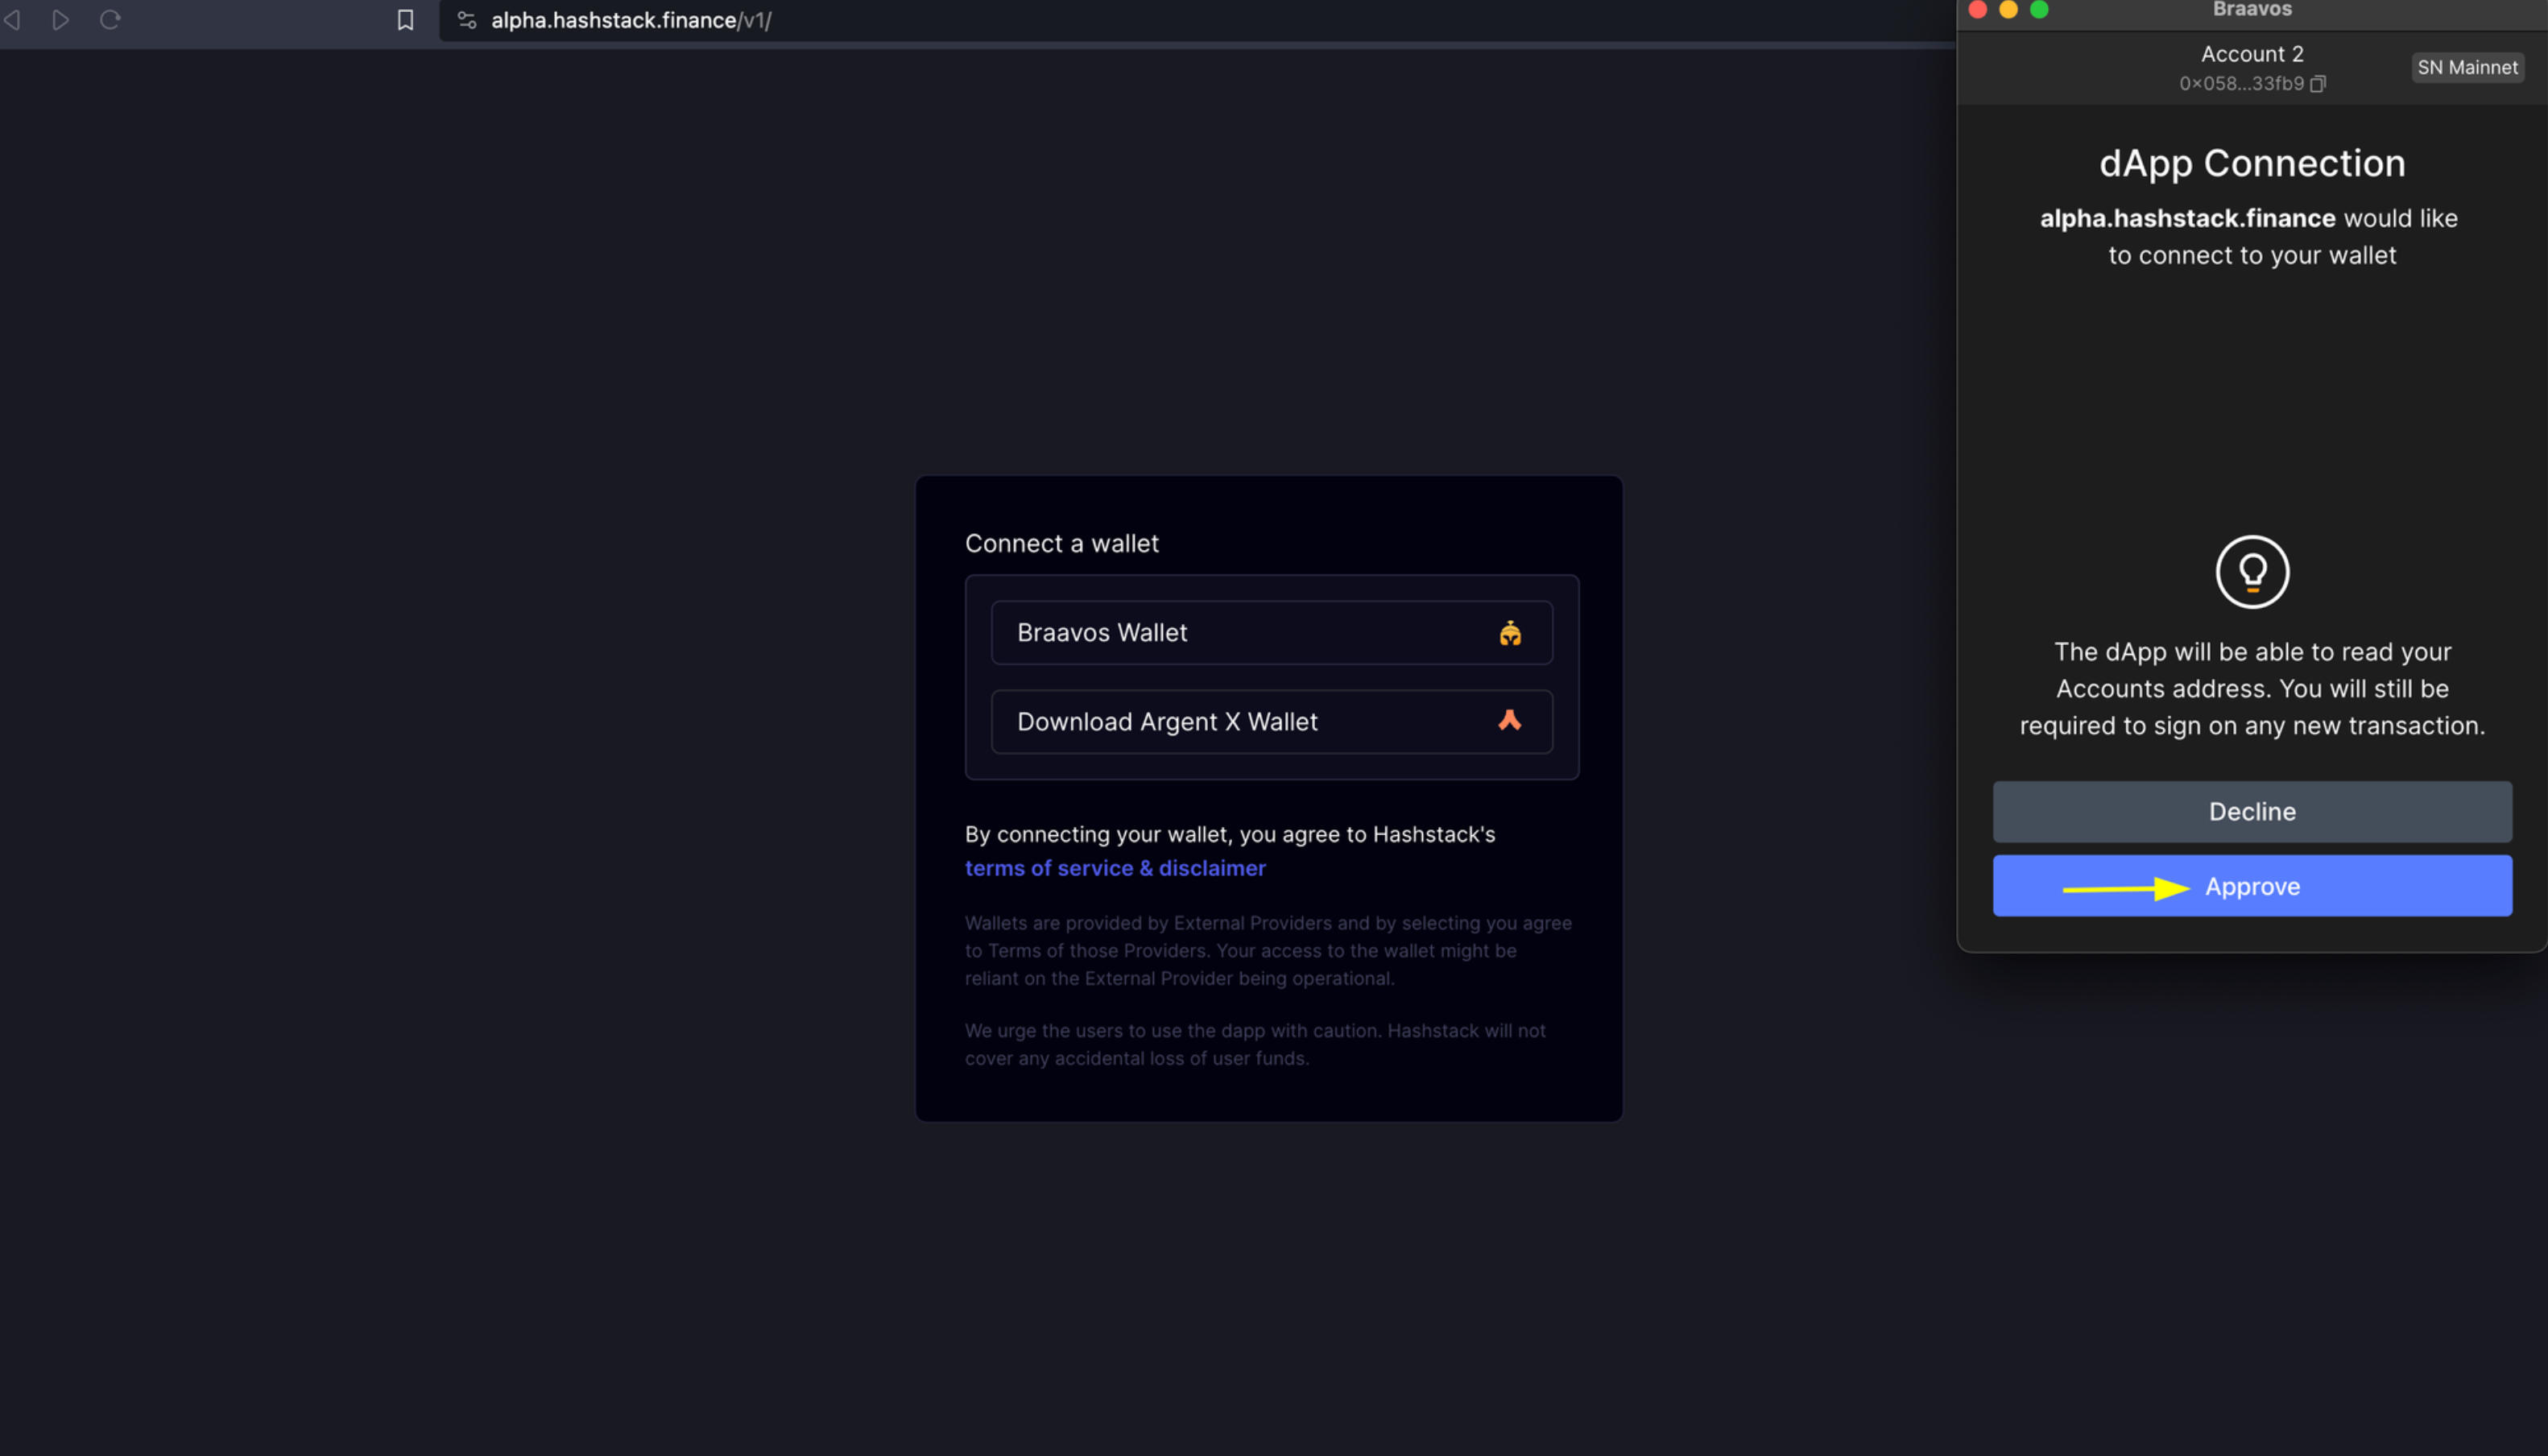 alpha.hashstack.finance/v1/
Connect a wallet
Braavos Wallet
Download Argent X Wallet
By connecting your wallet, you agree to Hashstack's
terms of service & disclaimer
Wallets are provided by External Providers and by selecting you agree
to Terms of those Providers. Your access to the wallet might be
reliant on the External Provider being operational.
We urge the users to use the dapp with caution. Hashstack will not
cover any accidental loss of user funds.
Braavos
Account 2
0x058...33fb9
SN Mainnet
dApp Connection
alpha.hashstack.finance would like
to connect to your wallet
The dApp will be able to read your
Accounts address. You will still be
required to sign on any new transaction.
Decline
Approve